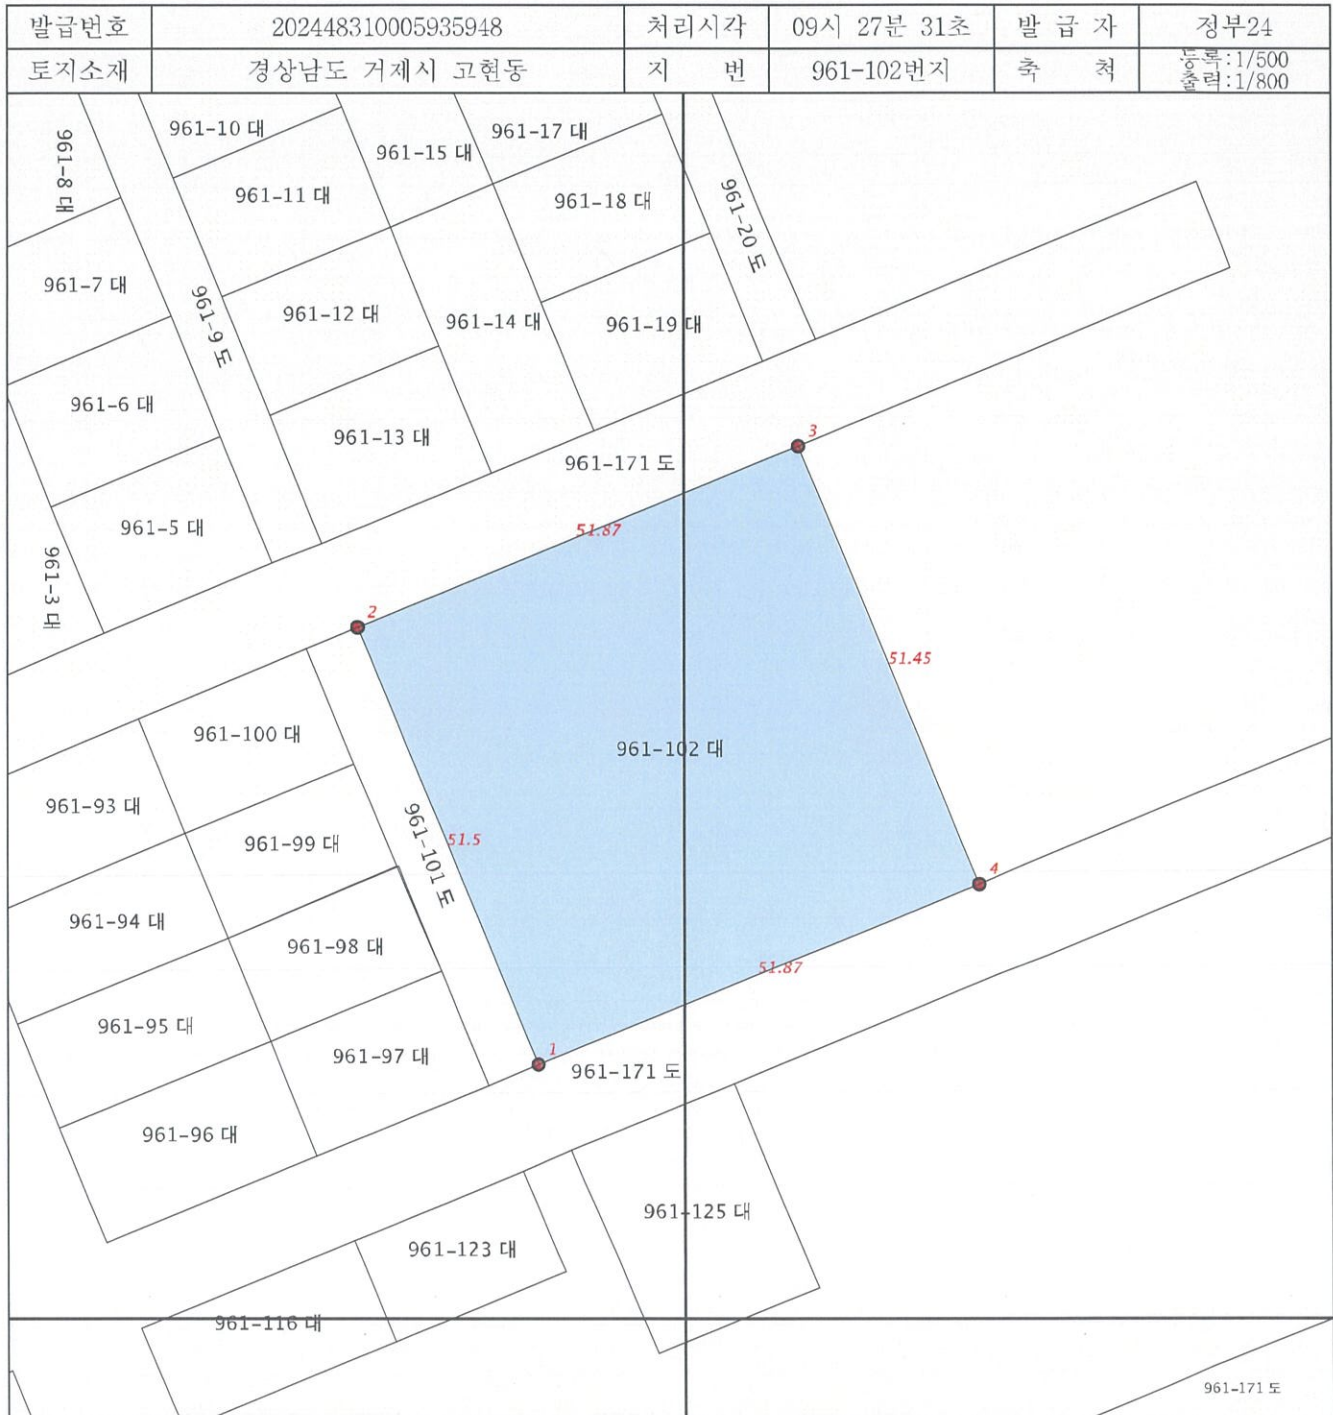 발급번호 202448310005935948 처리시각 09시 27분 31초 발 급 자 정부24
토지소재 경상남도 거제시 고현동 지 번 961-102번지 축 척 등록:1/500
출력:1/800
961-10 대
961-17 대
961-15 대
961-8 대
961-11 대
961-18 대
961-20 도
961-7 대
961-9 도
961-12 대
961-14 대
961-19 대
961-6 대
961-13 대
3
961-171 도
961-5 대
51.87
961-3 대
2
51.45
961-100 대
961-102 대
961-93 대
961-99 대
961-101 도
51.5
4
961-94 대
961-98 대
51.87
961-95 대
961-97 대
1
961-171 도
961-96 대
961-125 대
961-123 대
961-116 대
961-171 도